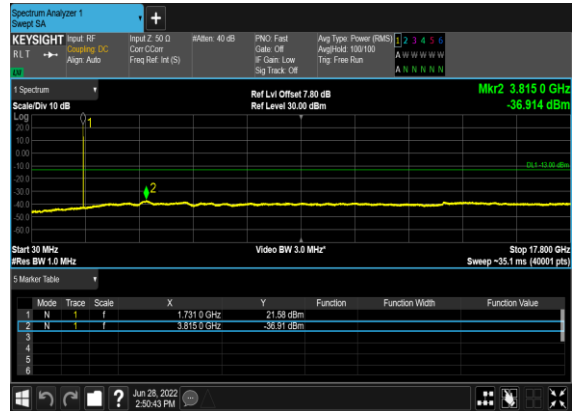 Spectrum Analyzer 1
Swept SA
+
KEYSIGHT Input: RF Input Z: 50 Ω #Atten: 40 dB PNO: Fast Avg Type: Power (RMS) 1 2 3 4 5 6
RLT Coupling: DC Corr CCorr Gate: Off Avg|Hold: 100/100 A W W W W W
Align: Auto Freq Ref: Int (S) IF Gain: Low Trig: Free Run A N N N N N
Sig Track: Off
1 Spectrum Ref Lvl Offset 7.80 dB Mkr2 3.815 0 GHz
Scale/Div 10 dB Ref Level 30.00 dBm -36.914 dBm
Log
20.0 1
10.0
0.00
-10.0 DL1 -13.00 dBm
-20.0
-30.0 2
-40.0
-50.0
-60.0
Start 30 MHz Video BW 3.0 MHz* Stop 17.800 GHz
#Res BW 1.0 MHz Sweep ~35.1 ms (40001 pts)
5 Marker Table
Mode Trace Scale X Y Function Function Width Function Value
1 N 1 f 1.731 0 GHz 21.58 dBm
2 N 1 f 3.815 0 GHz -36.91 dBm
3
4
5
6
? Jun 28, 2022
2:50:43 PM